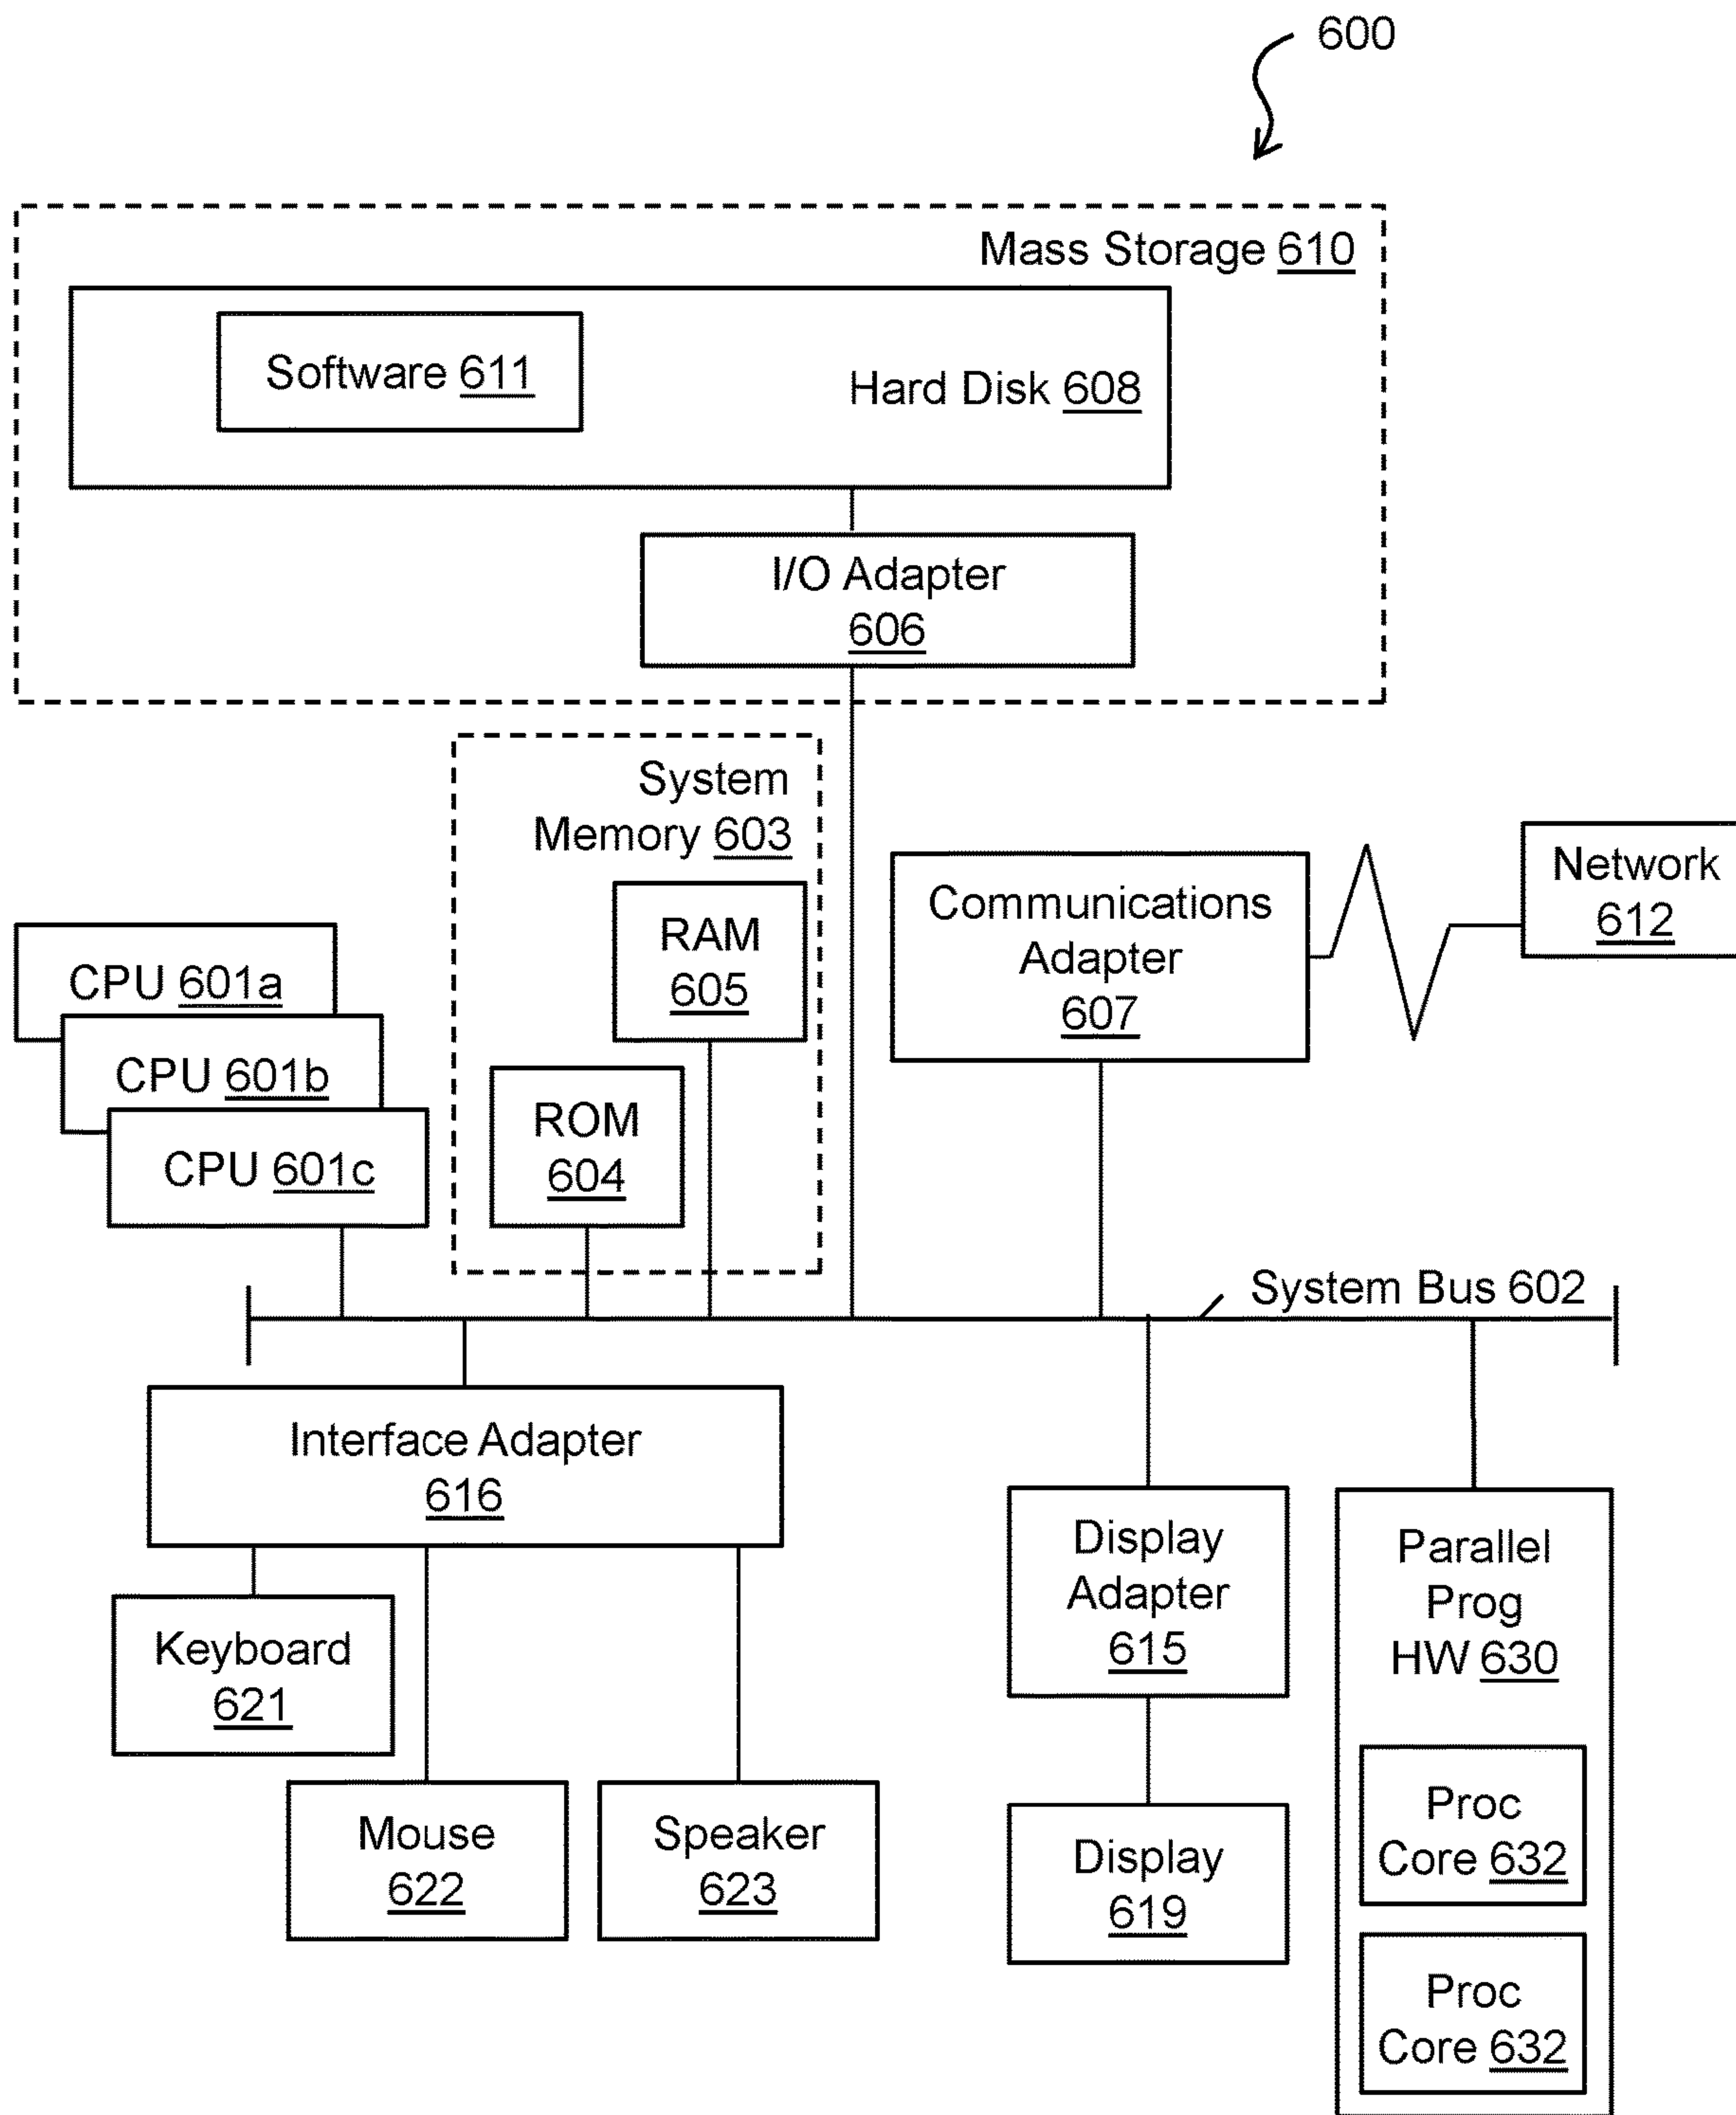 600
Mass Storage 610
Software 611
Hard Disk 608
I/O Adapter
606
System
Memory 603
RAM
605
ROM
604
CPU 601a
CPU 601b
CPU 601c
Communications
Adapter
607
Network
612
System Bus 602
Interface Adapter
616
Keyboard
621
Mouse
622
Speaker
623
Display
Adapter
615
Display
619
Parallel
Prog
HW 630
Proc
Core 632
Proc
Core 632